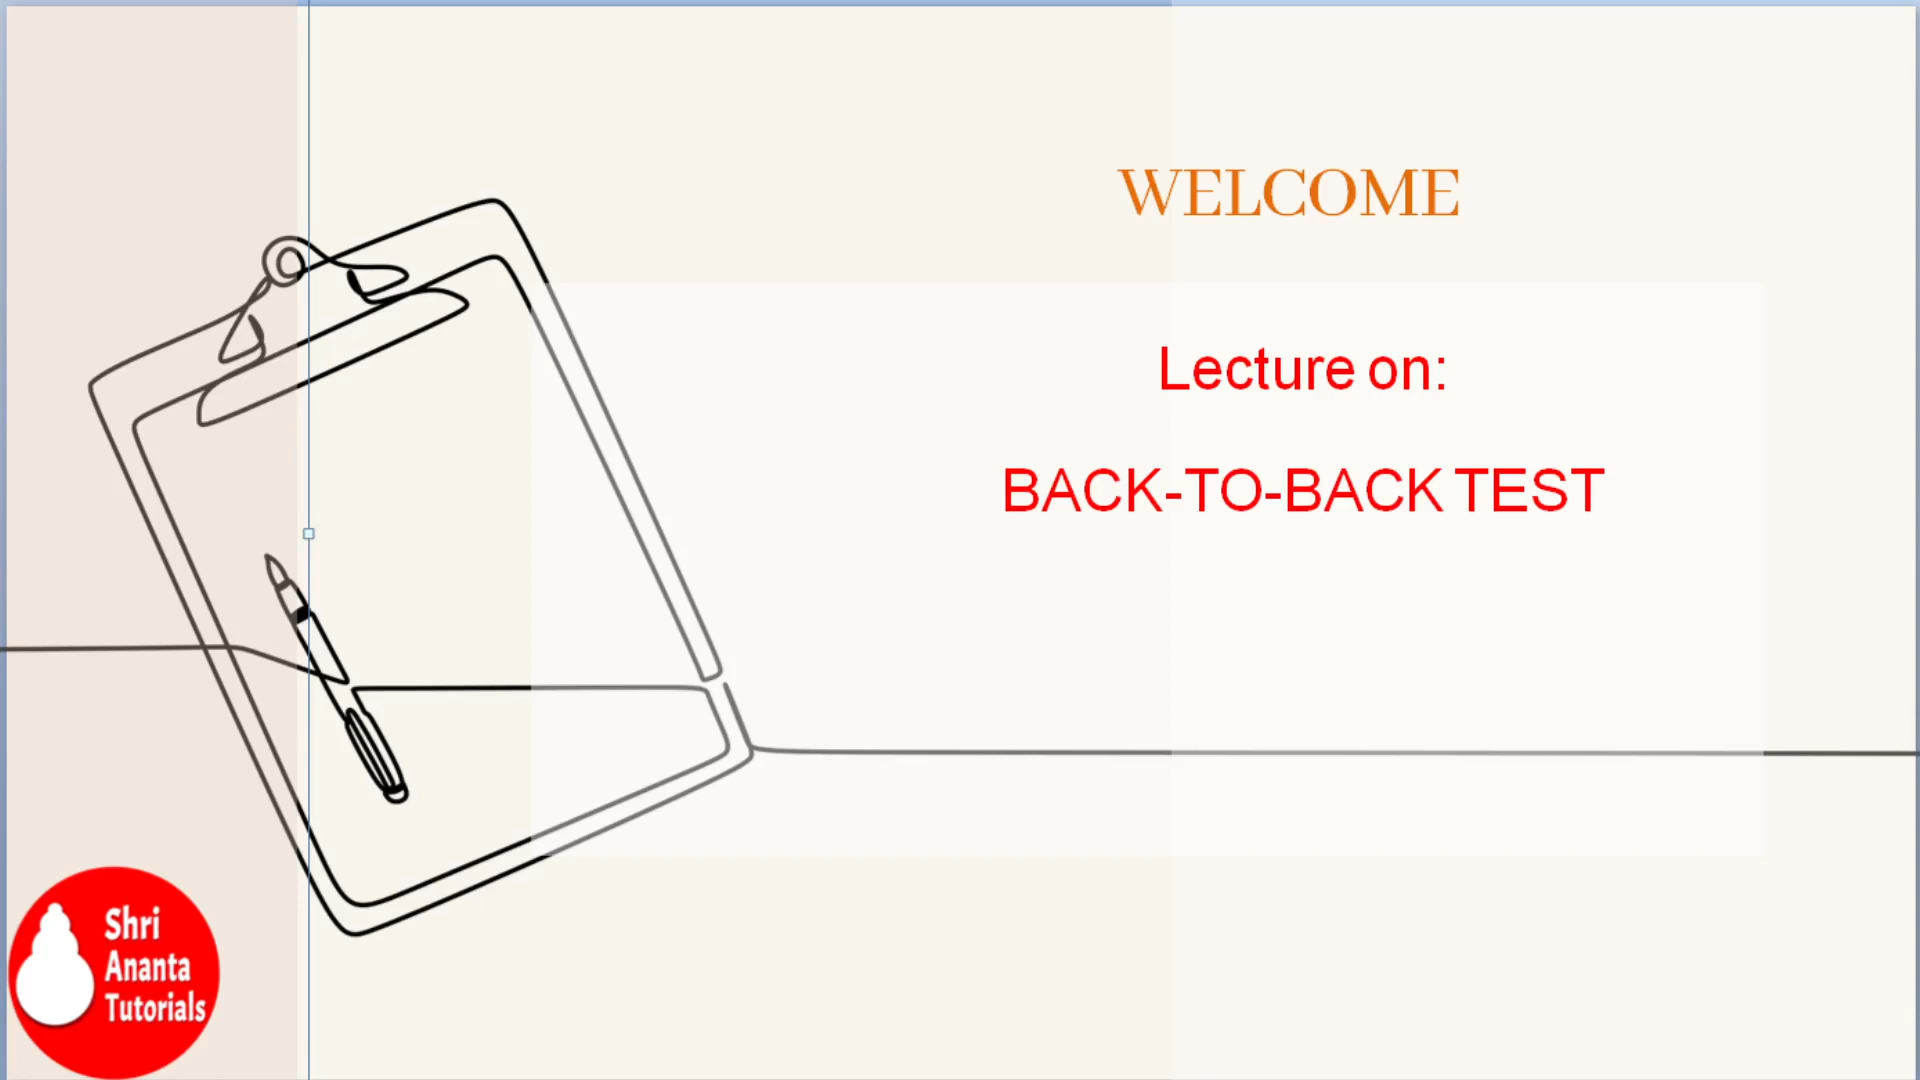 WELCOME
Lecture on:
BACK-TO-BACK TEST
Shri
Ananta
Tutorials